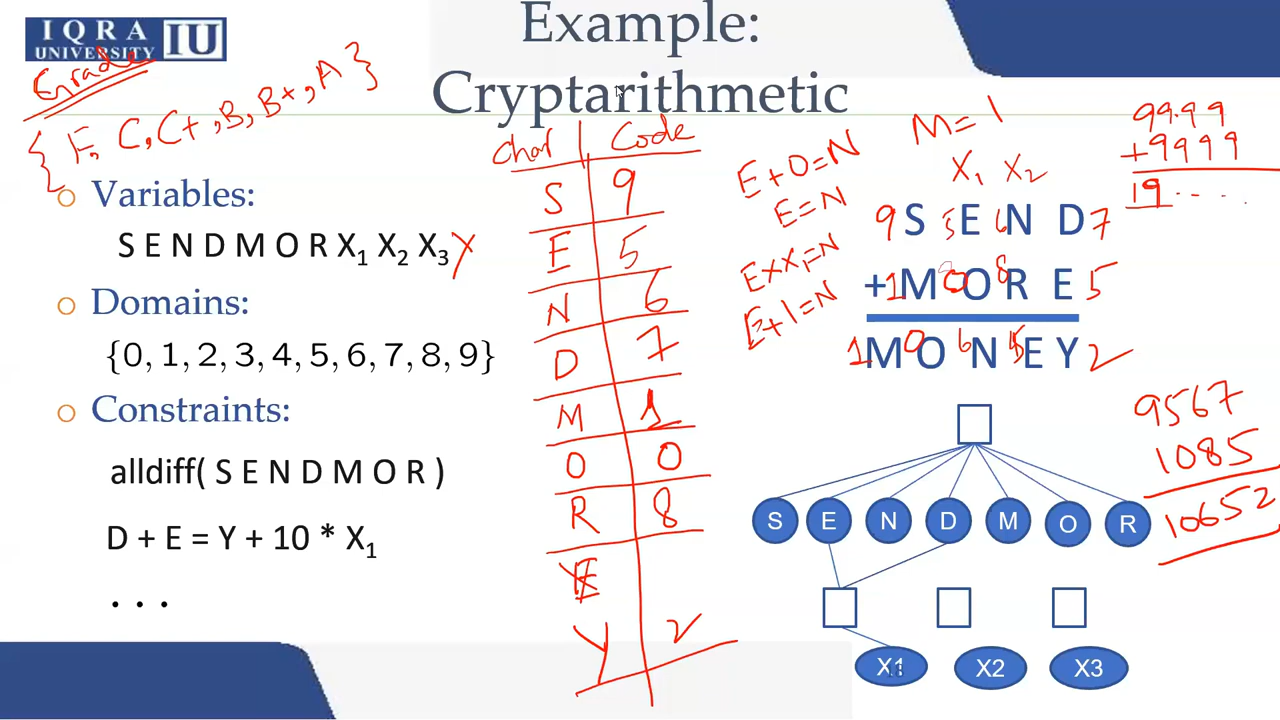 IQRA
UNIVERSITY IU
Example:
Cryptarithmetic
Grade
{ F, C, C+, B, B+, A }
Variables:
S E N D M O R X1 X2 X3 Y
Domains:
{0, 1, 2, 3, 4, 5, 6, 7, 8, 9}
Constraints:
alldiff( S E N D M O R )
D + E = Y + 10 * X1
. . .
Char | Code
S 9
E 5
N 6
D 7
M 1
O 0
R 8
Y 2
E+0=N
E=N
E+X1=N
E+1=N
M=1
X1 X2
9 S 5 E 6 N D 7
+ 1 M 0 O 8 R E 5
1 M 0 O 6 N 5 E Y 2
9999
+9999
19 . . . .
9567
1085
10652
S E N D M O R
X1 X2 X3